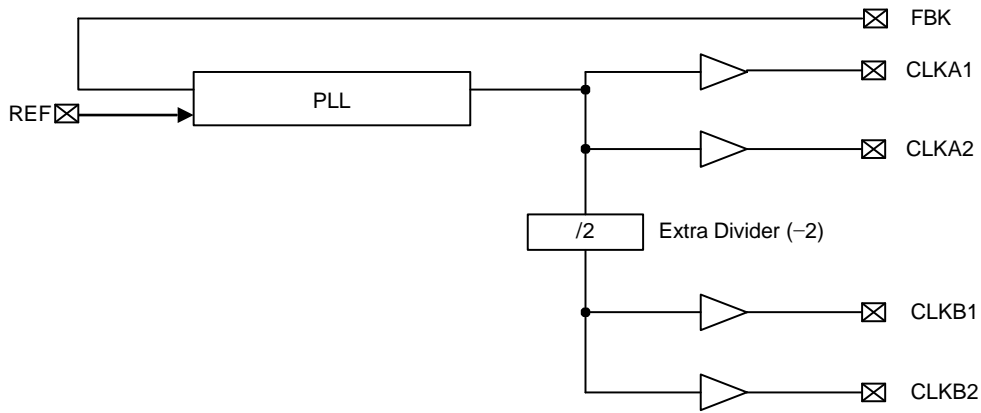 FBK
CLKA1
PLL
REF
CLKA2
/2
Extra Divider (−2)
CLKB1
CLKB2